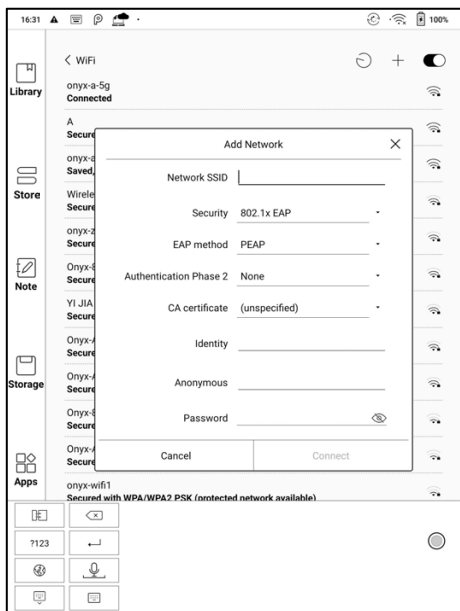 16:31
100%
WiFi
onyx-a-5g
Connected
A
Secure
onyx-a
Saved,
Wirele
Secure
onyx-z
Secure
Onyx-8
Secure
YI JIA
Secure
Onyx-A
Secure
Onyx-A
Secure
Onyx-8
Secure
Onyx-A
Secure
onyx-wifi1
Secured with WPA/WPA2 PSK (protected network available)
Library
Store
Note
Storage
Apps
Add Network
Network SSID
Security 802.1x EAP
EAP method PEAP
Authentication Phase 2 None
CA certificate (unspecified)
Identity
Anonymous
Password
Cancel Connect
?123